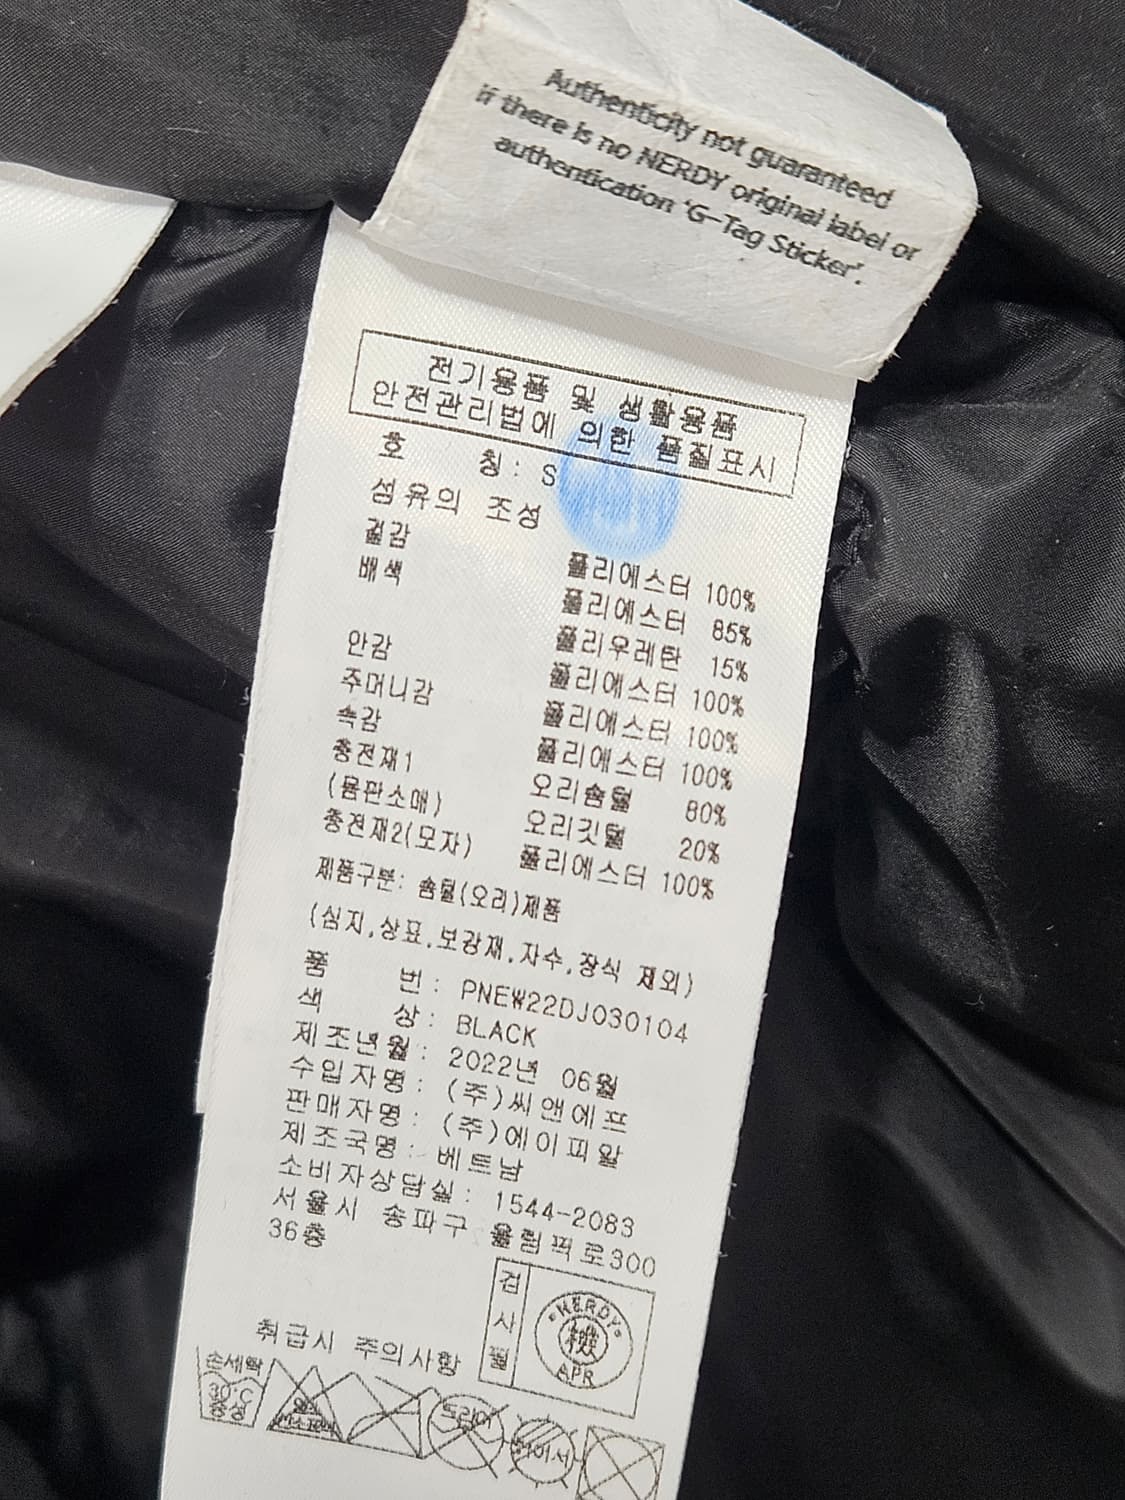 Authenticity not guaranteed
if there is no NERDY original label or
authentication 'G-Tag Sticker'.
전기용품 및 생활용품
안전관리법에 의한 품질표시
호 칭: S
섬유의 조성
겉감 폴리에스터 100%
배색 폴리에스터 85%
폴리우레탄 15%
안감 폴리에스터 100%
주머니감 폴리에스터 100%
속감 폴리에스터 100%
충전재1 오리솜털 80%
(몸판소매) 오리깃털 20%
충전재2(모자) 폴리에스터 100%
제품구분: 솜털(오리)제품
(심지,상표,보강재,자수,장식 제외)
품 번: PNEW22DJ030104
색 상: BLACK
제조년월: 2022년 06월
수입자명: (주)씨앤에프
판매자명: (주)에이피알
제조국명: 베트남
소비자상담실: 1544-2083
서울시 송파구 올림픽로300
36층
검사필
NERDY
機
APR
취급시 주의사항
손세탁
30°C
중성
염소
산소표백
드라이